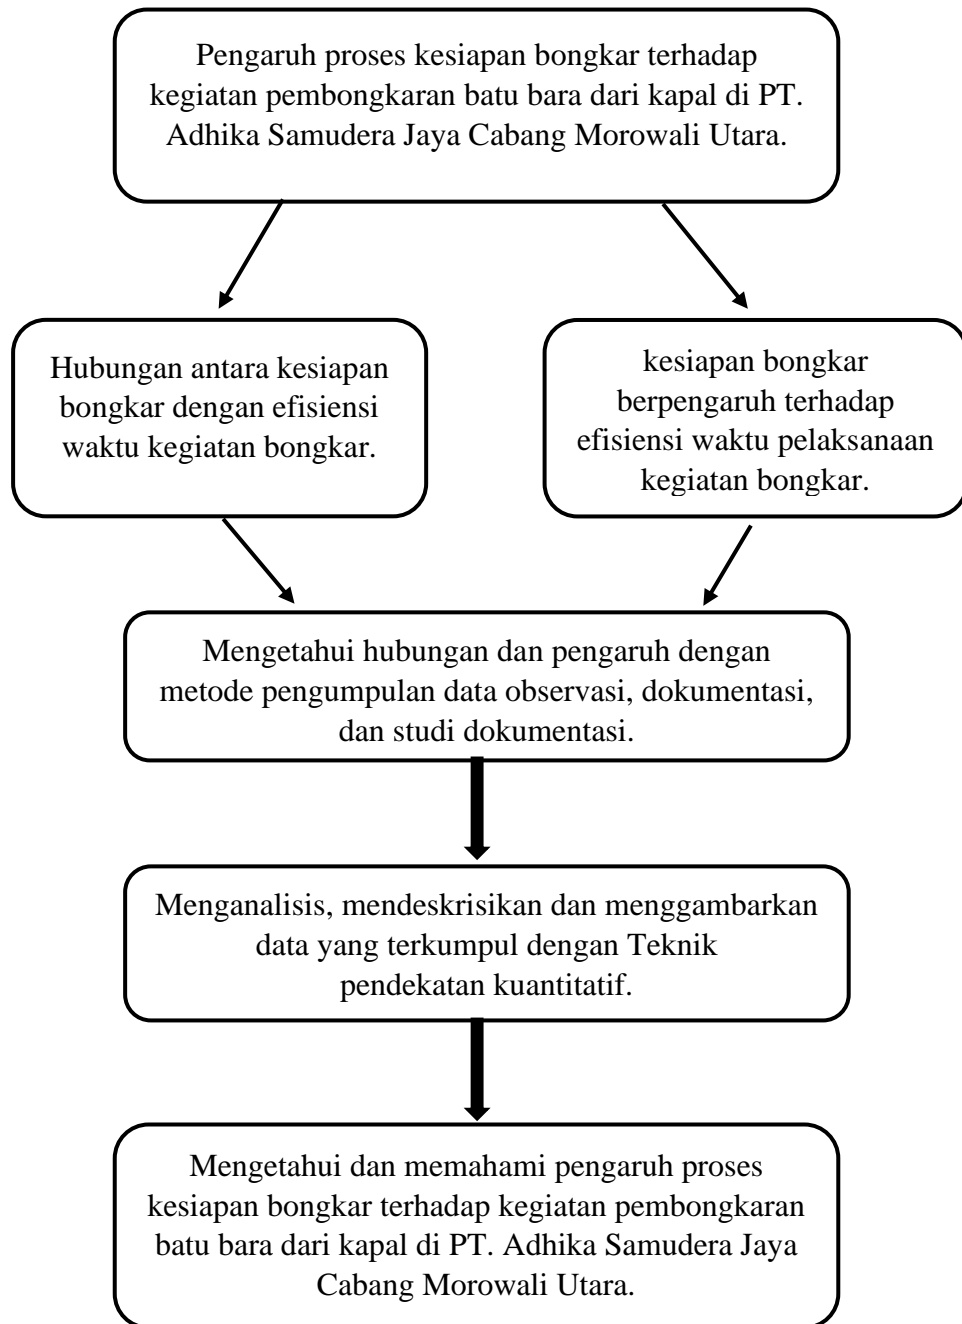 Pengaruh proses kesiapan bongkar terhadap
kegiatan pembongkaran batu bara dari kapal di PT.
Adhika Samudera Jaya Cabang Morowali Utara.
Hubungan antara kesiapan
bongkar dengan efisiensi
waktu kegiatan bongkar.
kesiapan bongkar
berpengaruh terhadap
efisiensi waktu pelaksanaan
kegiatan bongkar.
Mengetahui hubungan dan pengaruh dengan
metode pengumpulan data observasi, dokumentasi,
dan studi dokumentasi.
Menganalisis, mendeskrisikan dan menggambarkan
data yang terkumpul dengan Teknik
pendekatan kuantitatif.
Mengetahui dan memahami pengaruh proses
kesiapan bongkar terhadap kegiatan pembongkaran
batu bara dari kapal di PT. Adhika Samudera Jaya
Cabang Morowali Utara.